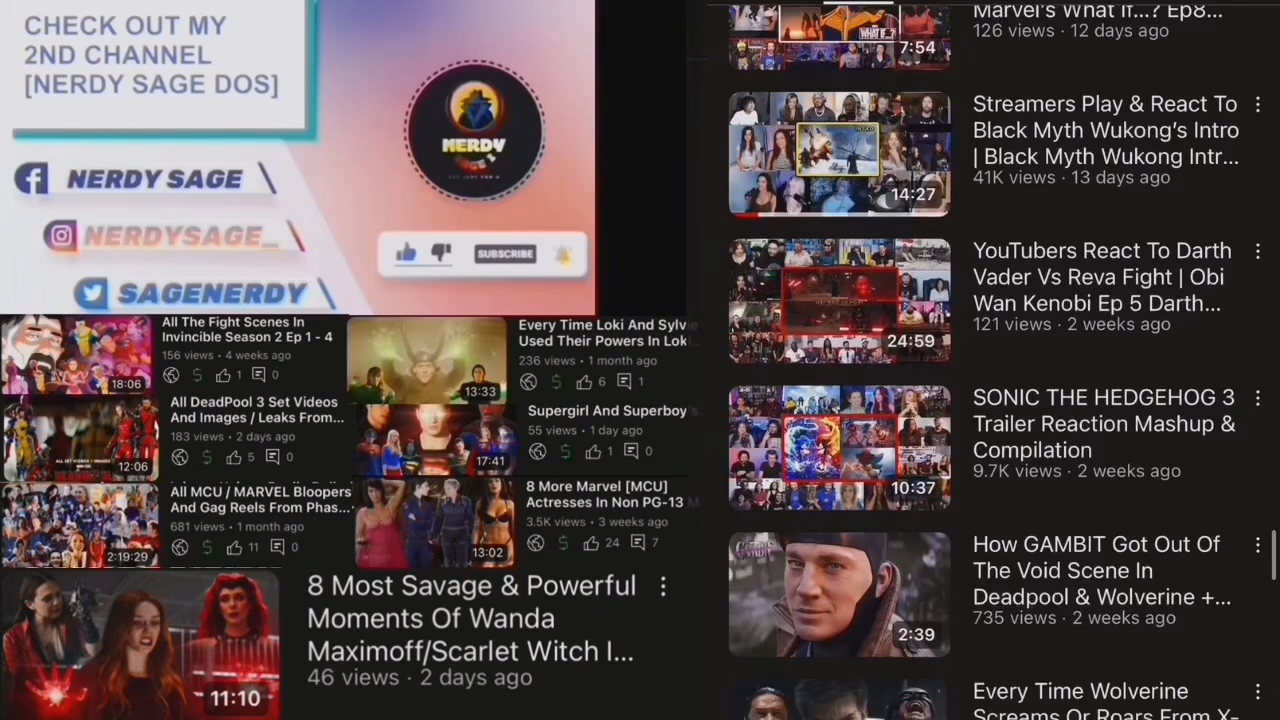 CHECK OUT MY
2ND CHANNEL
[NERDY SAGE DOS]
NERDY SAGE
NERDYSAGE_
SAGENERDY
NERDY
SUBSCRIBE
All The Fight Scenes In
Invincible Season 2 Ep 1 - 4
156 views • 4 weeks ago
1
0
18:06
Every Time Loki And Sylvie
Used Their Powers In Loki
236 views • 1 month ago
6
1
13:33
All DeadPool 3 Set Videos
And Images / Leaks From...
183 views • 2 days ago
5
0
12:06
Supergirl And Superboy
55 views • 1 day ago
1
0
17:41
All MCU / MARVEL Bloopers
And Gag Reels From Phas...
681 views • 1 month ago
11
0
2:19:29
8 More Marvel [MCU]
Actresses In Non PG-13
3.5K views • 3 weeks ago
24
7
13:02
8 Most Savage & Powerful
Moments Of Wanda
Maximoff/Scarlet Witch I...
46 views · 2 days ago
11:10
Marvel's What If...? Ep8...
126 views · 12 days ago
WHAT IF...?
7:54
Streamers Play & React To
Black Myth Wukong's Intro
| Black Myth Wukong Intr...
41K views · 13 days ago
14:27
YouTubers React To Darth
Vader Vs Reva Fight | Obi
Wan Kenobi Ep 5 Darth...
121 views · 2 weeks ago
24:59
SONIC THE HEDGEHOG 3
Trailer Reaction Mashup &
Compilation
9.7K views · 2 weeks ago
10:37
How GAMBIT Got Out Of
The Void Scene In
Deadpool & Wolverine +...
735 views · 2 weeks ago
2:39
Every Time Wolverine
Screams Or Roars From X-